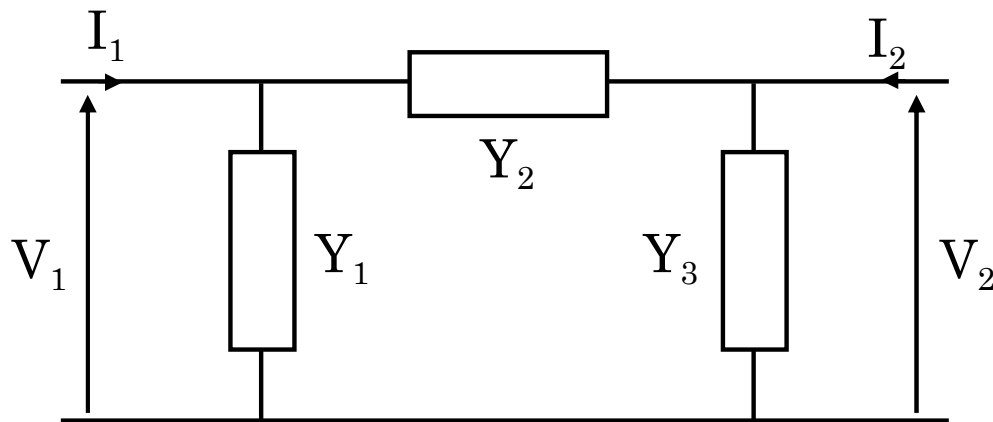 I₁
I₂
Y₂
V₁
Y₁
Y₃
V₂